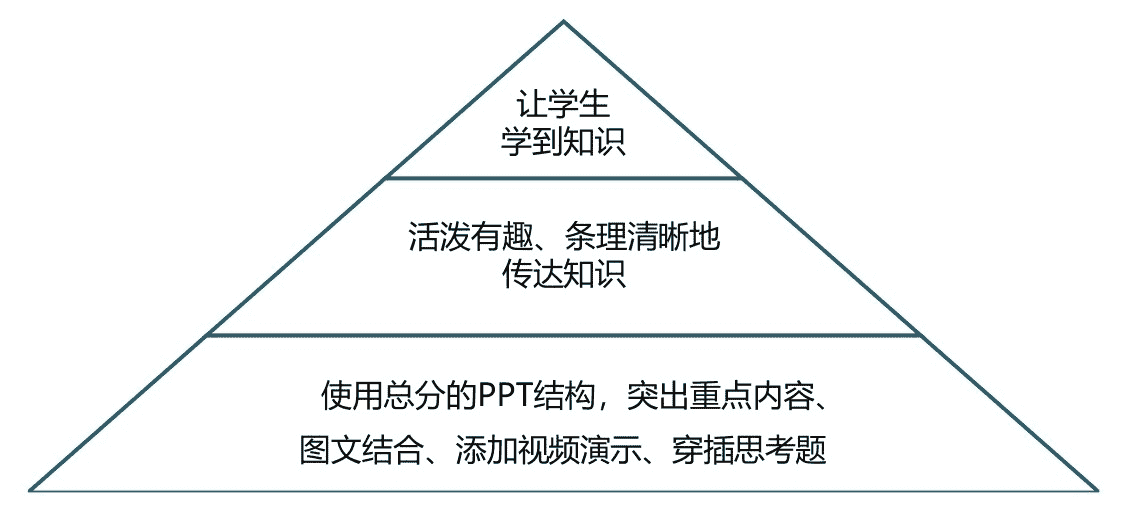 让学生
学到知识
活泼有趣、条理清晰地
传达知识
使用总分的PPT结构，突出重点内容、
图文结合、添加视频演示、穿插思考题